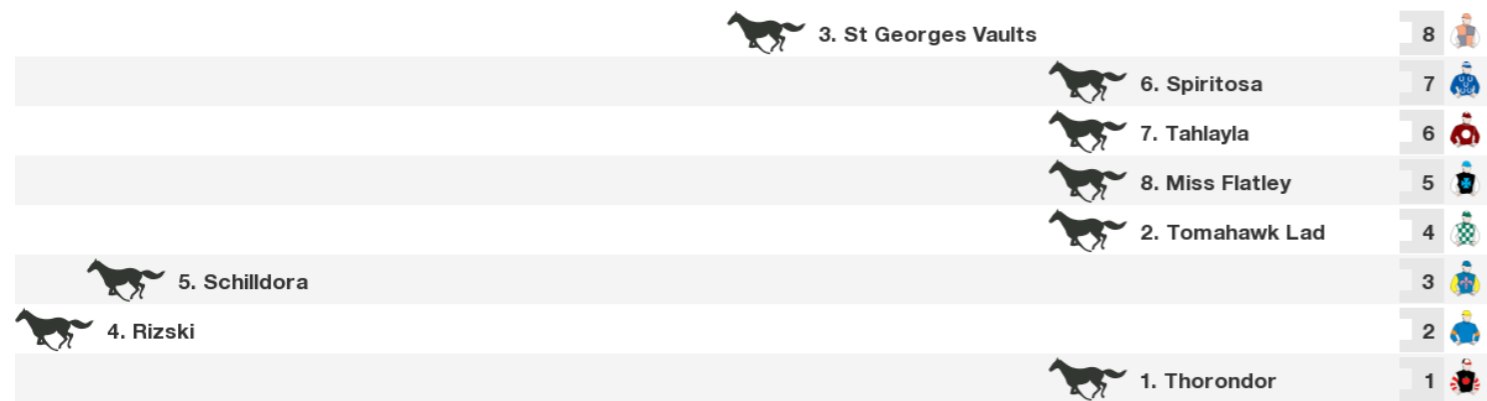 3. St Georges Vaults 8
6. Spiritosa 7
7. Tahlayla 6
8. Miss Flatley 5
2. Tomahawk Lad 4
5. Schilldora 3
4. Rizski 2
1. Thorondor 1